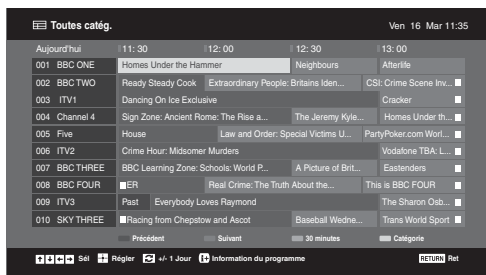 Toutes catég. Ven 16 Mar 11:35
Aujourd'hui 11: 30 12: 00 12: 30 13: 00
001 BBC ONE Homes Under the Hammer Neighbours Afterlife
002 BBC TWO Ready Steady Cook Extraordinary People: Britains Iden... CSI: Crime Scene Inv...
003 ITV1 Dancing On Ice Exclusive Cracker
004 Channel 4 Sign Zone: Ancient Rome: The Rise a... The Jeremy Kyle... Homes Under th...
005 Five House Law and Order: Special Victims U... PartyPoker.com Worl...
006 ITV2 Crime Hour: Midsomer Murders Vodafone TBA: L...
007 BBC THREE BBC Learning Zone: Schools: World P... A Picture of Brit... Eastenders
008 BBC FOUR ER Real Crime: The Truth About the... This is BBC FOUR
009 ITV3 Past Everybody Loves Raymond The Sharon Osb...
010 SKY THREE Racing from Chepstow and Ascot Baseball Wedne... Trans World Sport
Précédent Suivant 30 minutes Catégorie
Sél Régler +/- 1 Jour Information du programme RETURN Ret